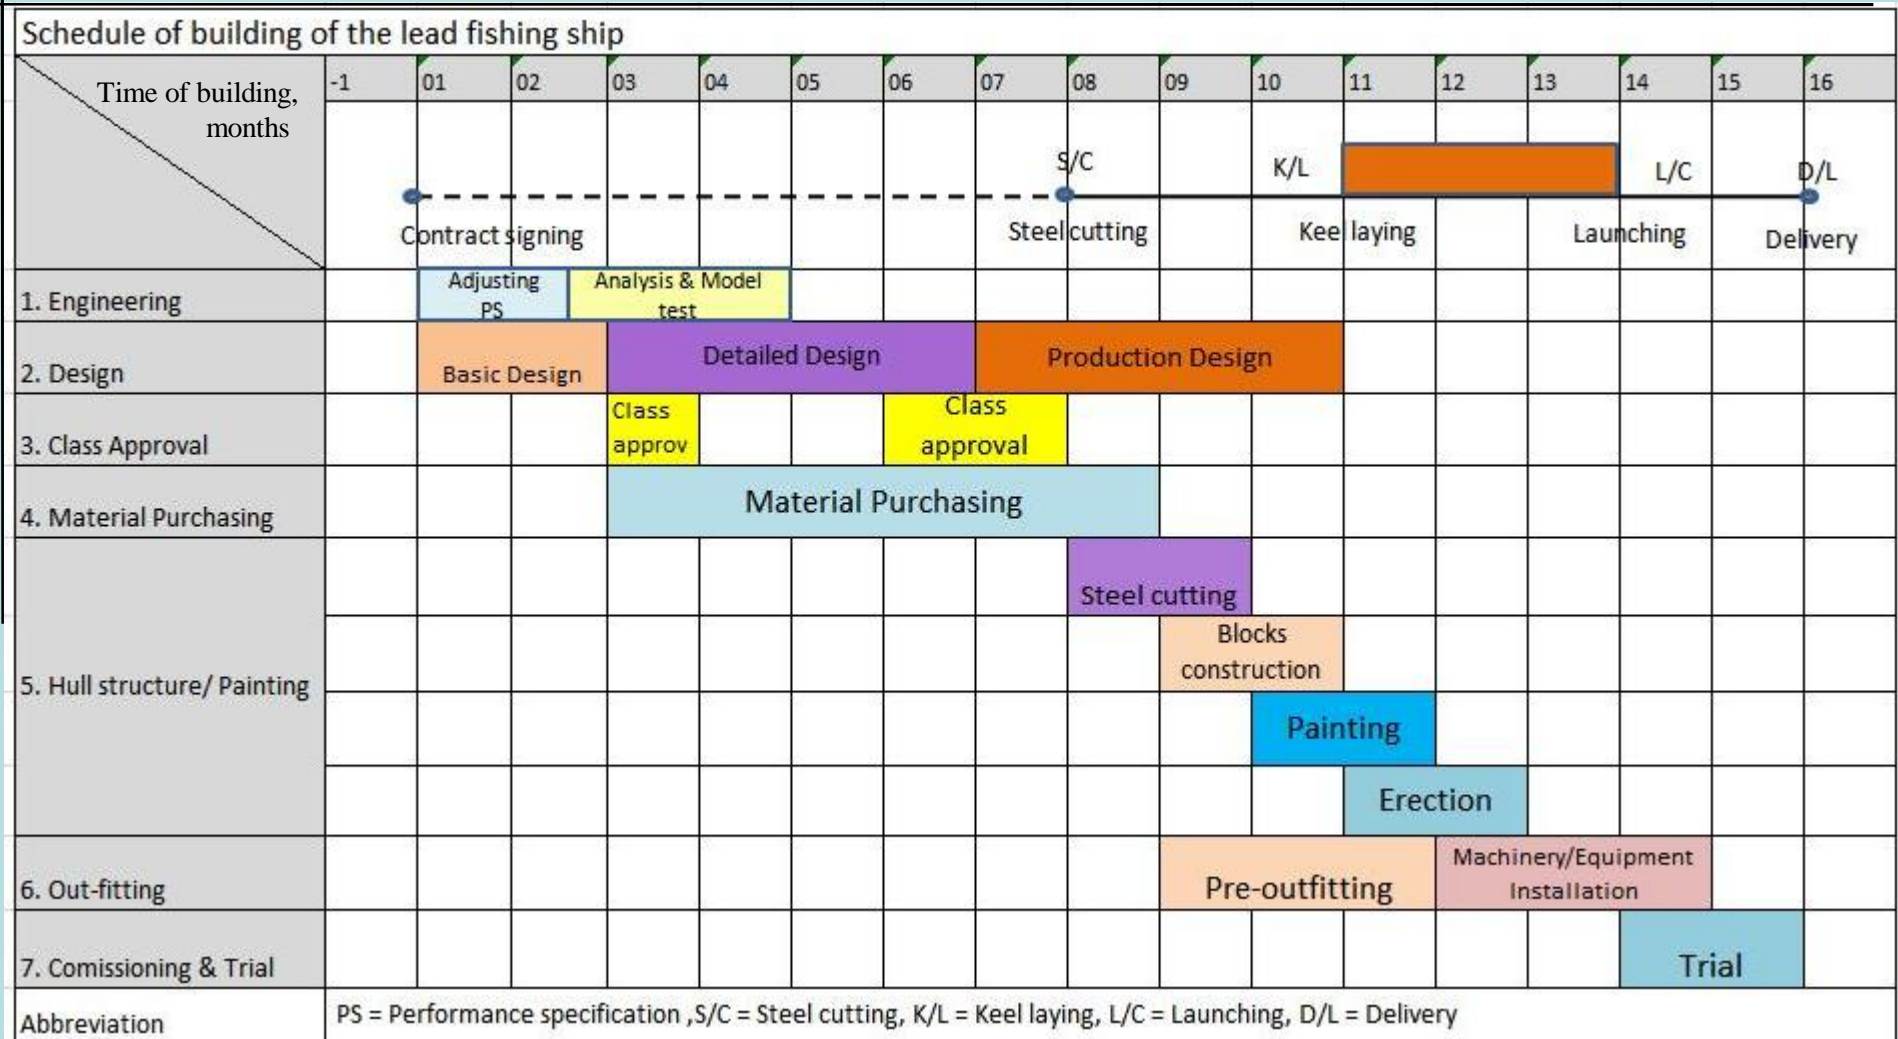 Schedule of building of the lead fishing ship
Time of building,
months
-1 01 02 03 04 05 06 07 08 09 10 11 12 13 14 15 16
S/C K/L L/C D/L
Contract signing Steel cutting Keel laying Launching Delivery
1. Engineering
Adjusting
PS
Analysis & Model
test
2. Design
Basic Design
Detailed Design
Production Design
3. Class Approval
Class
approv
Class
approval
4. Material Purchasing
Material Purchasing
5. Hull structure/ Painting
Steel cutting
Blocks
construction
Painting
Erection
6. Out-fitting
Pre-outfitting
Machinery/Equipment
Installation
7. Comissioning & Trial
Trial
Abbreviation
PS = Performance specification ,S/C = Steel cutting, K/L = Keel laying, L/C = Launching, D/L = Delivery